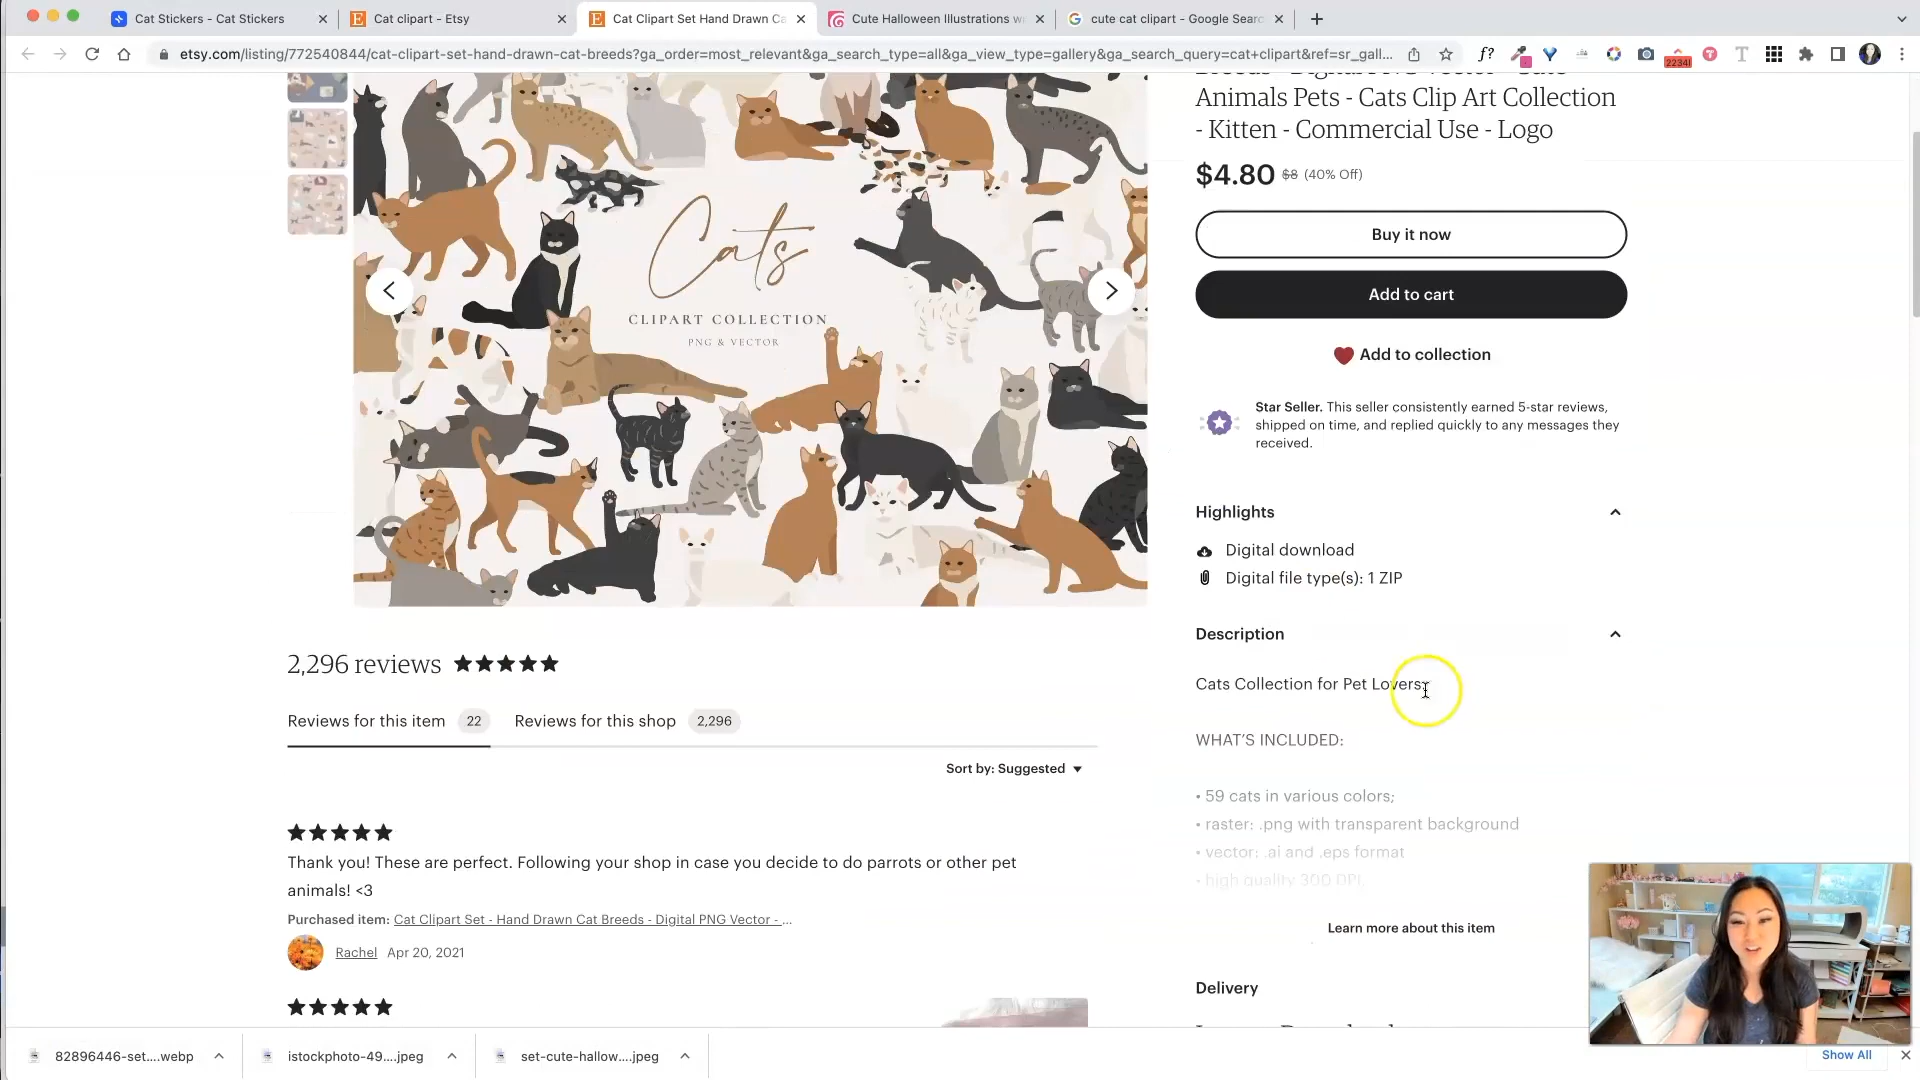 Cat Stickers - Cat Stickers
Cat clipart - Etsy
Cat Clipart Set Hand Drawn Ca
Cute Halloween Illustrations w
cute cat clipart - Google Searc
etsy.com/listing/772540844/cat-clipart-set-hand-drawn-cat-breeds?ga_order=most_relevant&ga_search_type=all&ga_view_type=gallery&ga_search_query=cat+clipart&ref=sr_gall...
f?
2234!
Breeds - Digital PNG Vector - Cute
Animals Pets - Cats Clip Art Collection
- Kitten - Commercial Use - Logo
$4.80 $8 (40% Off)
Buy it now
Add to cart
Add to collection
Star Seller. This seller consistently earned 5-star reviews,
shipped on time, and replied quickly to any messages they
received.
Highlights
Digital download
Digital file type(s): 1 ZIP
Description
Cats Collection for Pet Lovers.
WHAT'S INCLUDED:
• 59 cats in various colors;
• raster: .png with transparent background
• vector: .ai and .eps format
• high quality 300 DPI.
Learn more about this item
Delivery
Cats
CLIPART COLLECTION
PNG & VECTOR
2,296 reviews
Reviews for this item 22 Reviews for this shop 2,296
Sort by: Suggested
Thank you! These are perfect. Following your shop in case you decide to do parrots or other pet
animals! <3
Purchased item: Cat Clipart Set - Hand Drawn Cat Breeds - Digital PNG Vector - ...
Rachel Apr 20, 2021
82896446-set....webp
istockphoto-49....jpeg
set-cute-hallow....jpeg
Show All